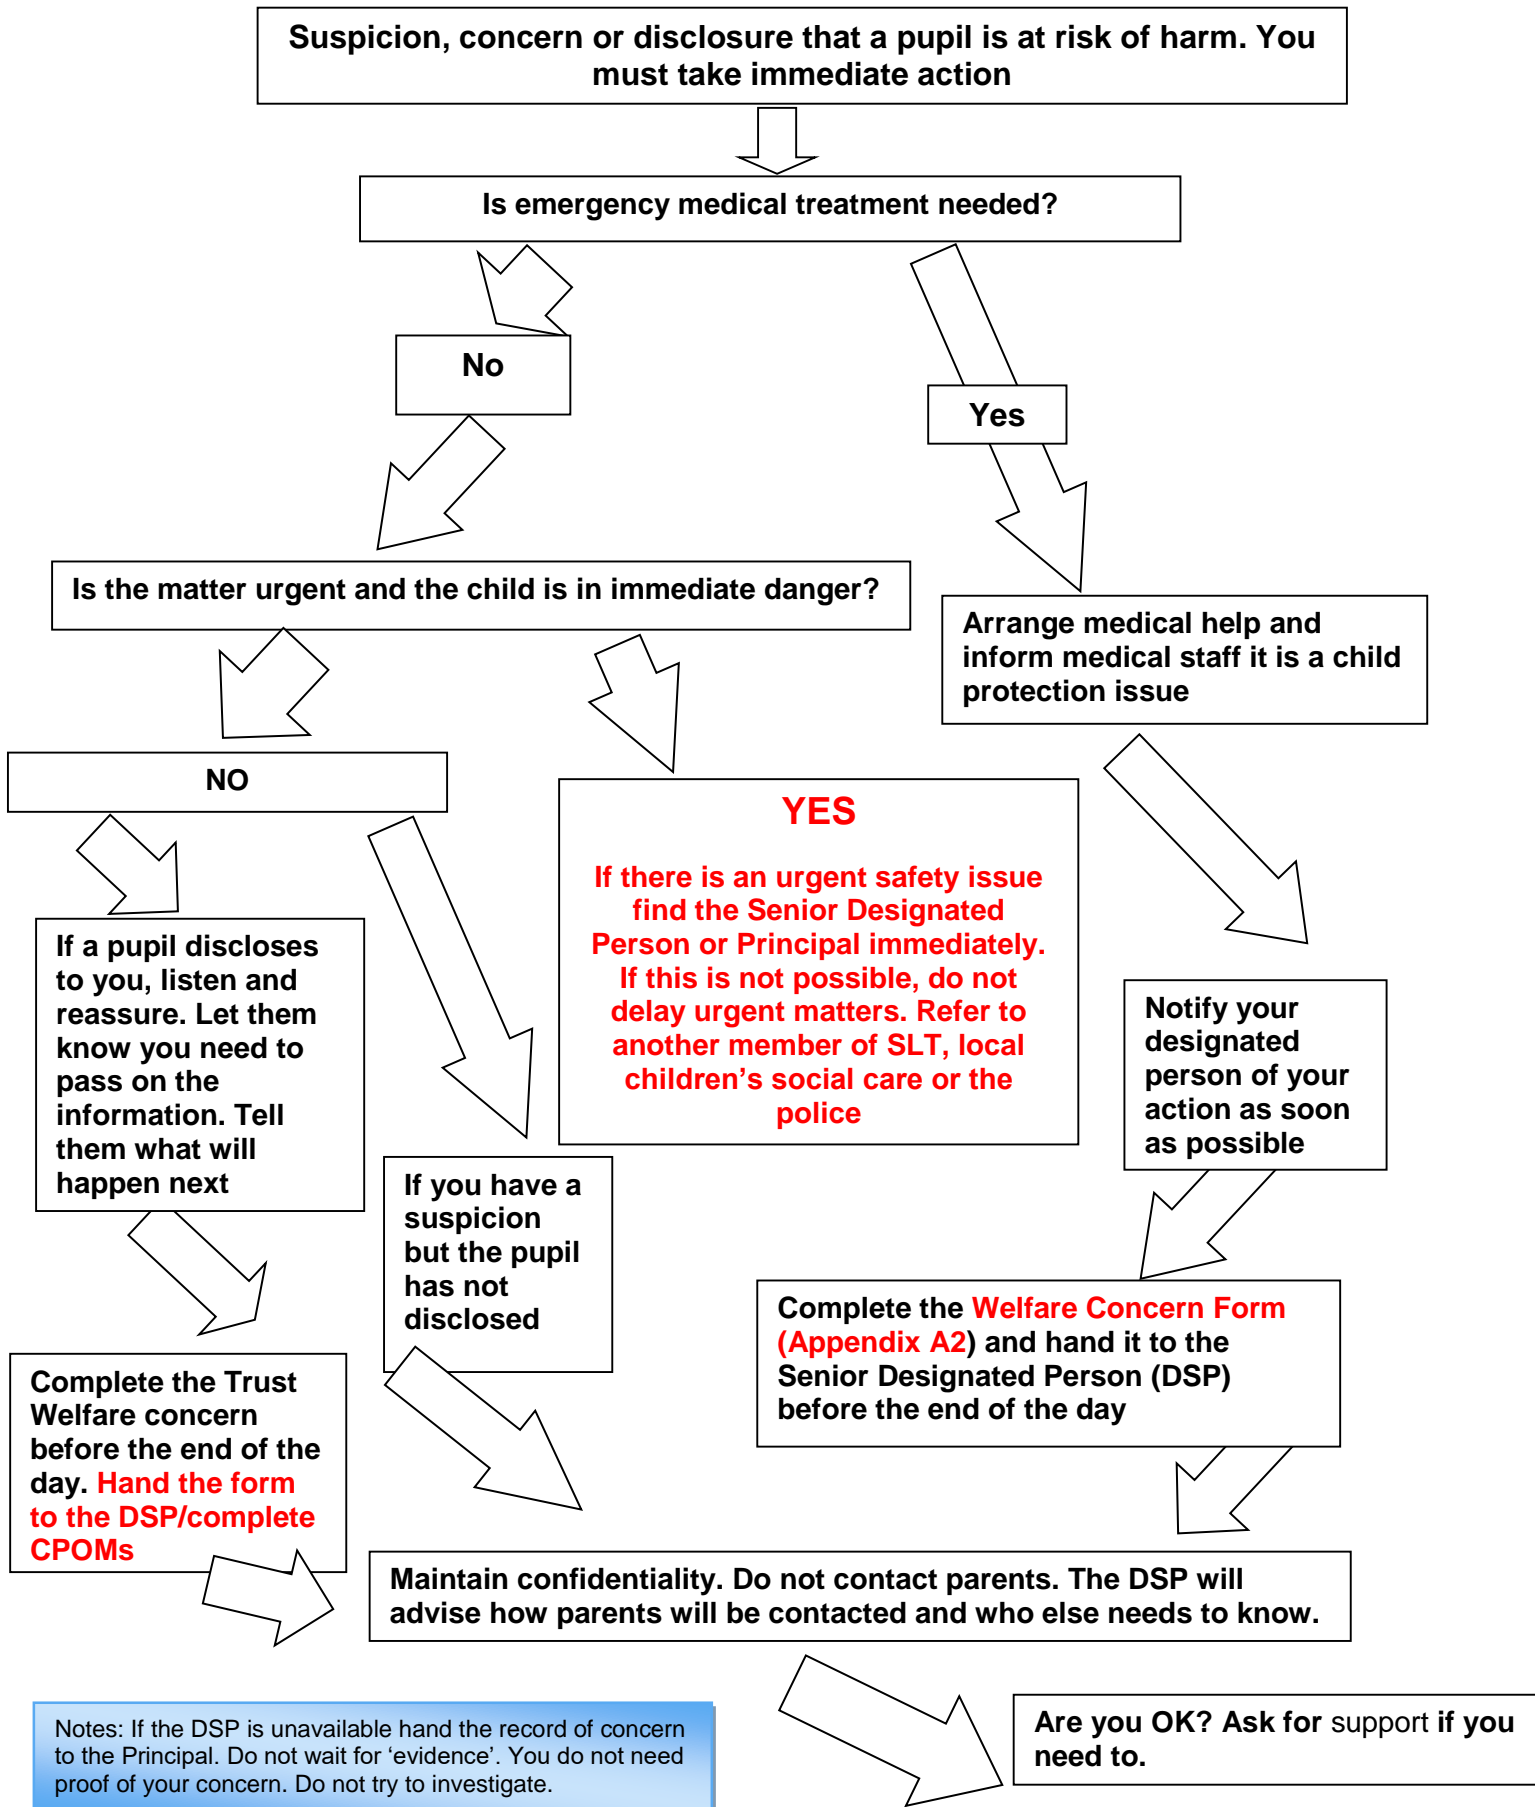 Suspicion, concern or disclosure that a pupil is at risk of harm. You
must take immediate action
Is emergency medical treatment needed?
No
Yes
Is the matter urgent and the child is in immediate danger?
Arrange medical help and
inform medical staff it is a child
protection issue
NO
YES
If there is an urgent safety issue
find the Senior Designated
Person or Principal immediately.
If this is not possible, do not
delay urgent matters. Refer to
another member of SLT, local
children’s social care or the
police
If a pupil discloses
to you, listen and
reassure. Let them
know you need to
pass on the
information. Tell
them what will
happen next
Notify your
designated
person of your
action as soon
as possible
If you have a
suspicion
but the pupil
has not
disclosed
Complete the Welfare Concern Form
(Appendix A2) and hand it to the
Senior Designated Person (DSP)
before the end of the day
Complete the Trust
Welfare concern
before the end of the
day. Hand the form
to the DSP/complete
CPOMs
Maintain confidentiality. Do not contact parents. The DSP will
advise how parents will be contacted and who else needs to know.
Notes: If the DSP is unavailable hand the record of concern
to the Principal. Do not wait for ‘evidence’. You do not need
proof of your concern. Do not try to investigate.
Are you OK? Ask for support if you
need to.